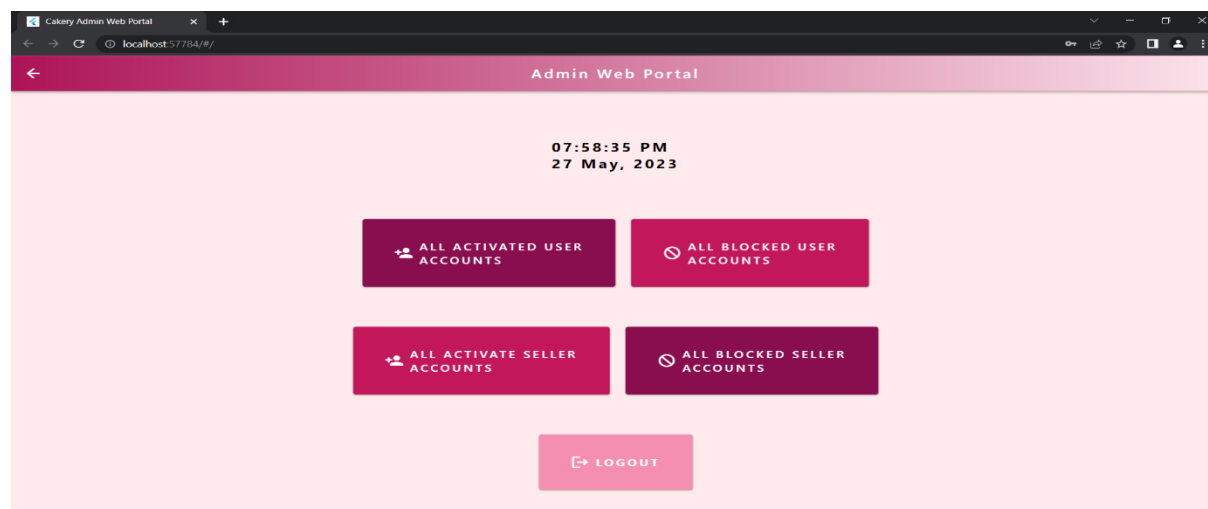 Cakery Admin Web Portal
localhost:57784/#/
Admin Web Portal
07:58:35 PM
27 May, 2023
ALL ACTIVATED USER
ACCOUNTS
ALL BLOCKED USER
ACCOUNTS
ALL ACTIVATE SELLER
ACCOUNTS
ALL BLOCKED SELLER
ACCOUNTS
LOGOUT